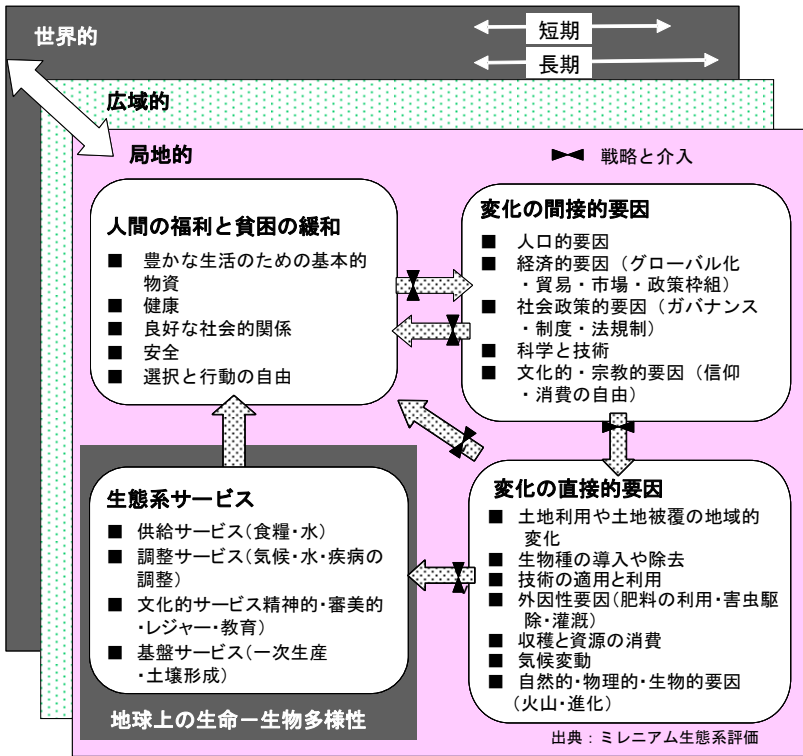 世界的
短期
長期
広域的
局地的
戦略と介入
人間の福利と貧困の緩和
■ 豊かな生活のための基本的
物資
■ 健康
■ 良好な社会的関係
■ 安全
■ 選択と行動の自由
変化の間接的要因
■ 人口的要因
■ 経済的要因（グローバル化
・貿易・市場・政策枠組）
■ 社会政策的要因（ガバナンス
・制度・法規制）
■ 科学と技術
■ 文化的・宗教的要因（信仰
・消費の自由）
生態系サービス
■ 供給サービス(食糧・水)
■ 調整サービス(気候・水・疾病の
調整)
■ 文化的サービス精神的・審美的
・レジャー・教育)
■ 基盤サービス(一次生産
・土壌形成)
地球上の生命－生物多様性
変化の直接的要因
■ 土地利用や土地被覆の地域的
変化
■ 生物種の導入や除去
■ 技術の適用と利用
■ 外因性要因(肥料の利用・害虫駆
除・灌漑)
■ 収穫と資源の消費
■ 気候変動
■ 自然的・物理的・生物的要因
(火山・進化)
出典：ミレニアム生態系評価